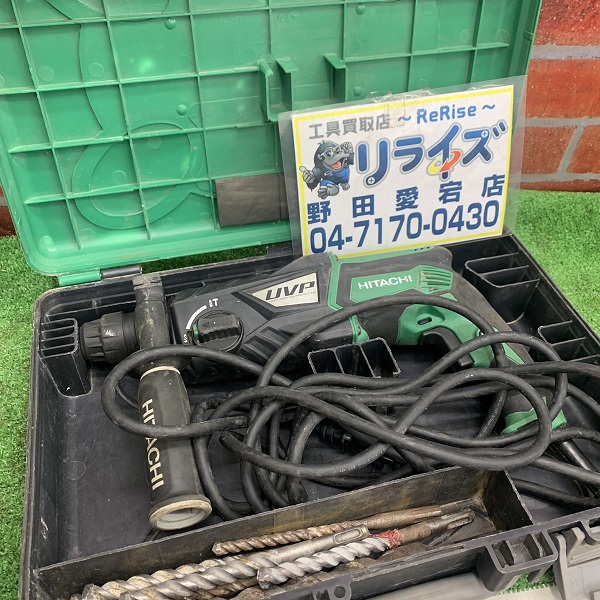 工具買取店 ～ReRise～
リライズ
野田愛宕店
04-7170-0430
UVP
HITACHI
HITACHI